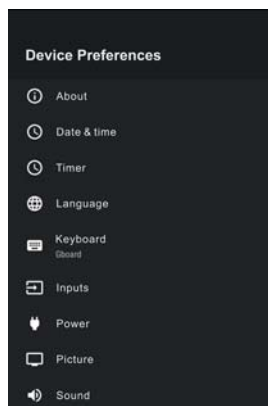 Device Preferences
About
Date & time
Timer
Language
Keyboard
Gboard
Inputs
Power
Picture
Sound